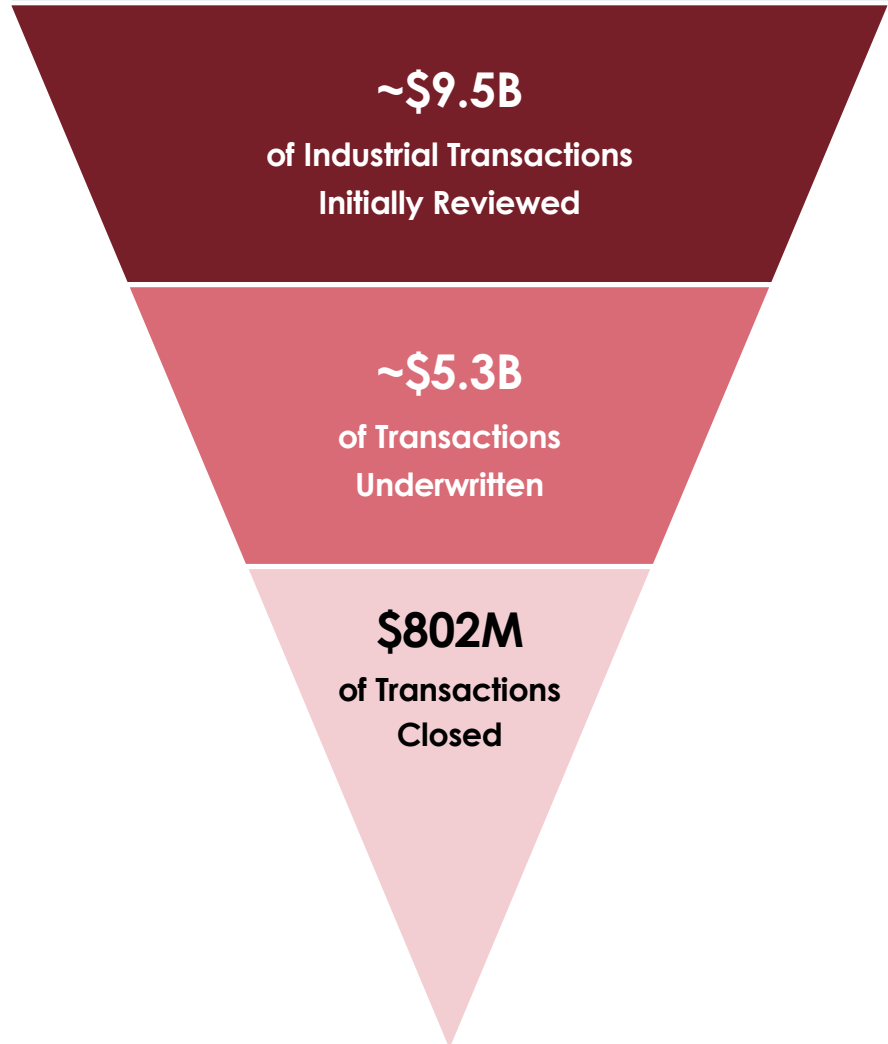 ~$9.5B
of Industrial Transactions
Initially Reviewed
~$5.3B
of Transactions
Underwritten
$802M
of Transactions
Closed